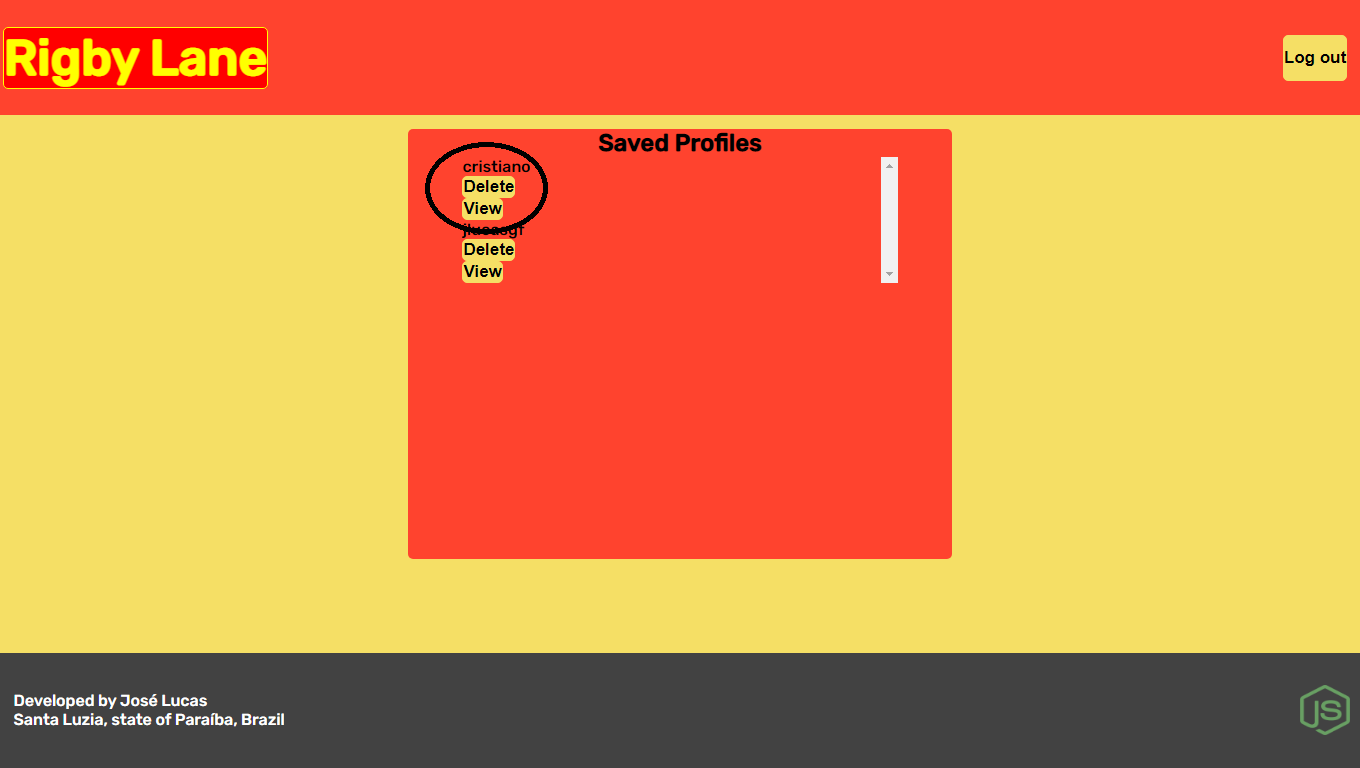 Rigby Lane
Log out
Saved Profiles
cristiano
Delete
View
jlucasgf
Delete
View
Developed by José Lucas
Santa Luzia, state of Paraíba, Brazil
JS